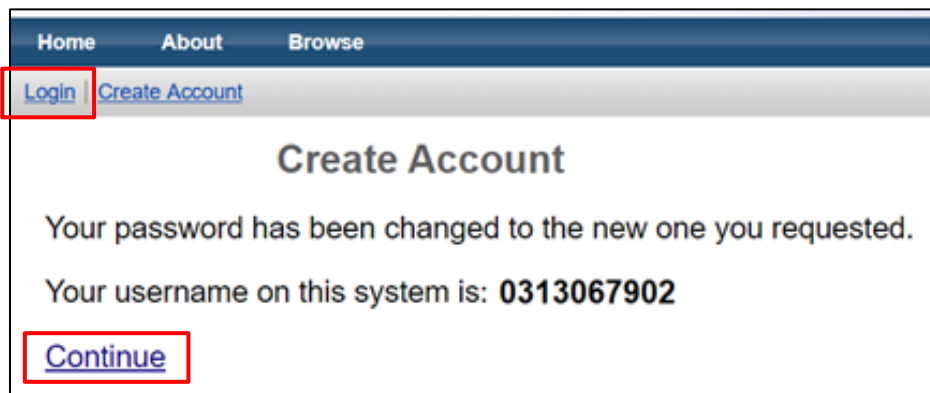 Home About Browse
Login | Create Account
Create Account
Your password has been changed to the new one you requested.
Your username on this system is: 0313067902
Continue